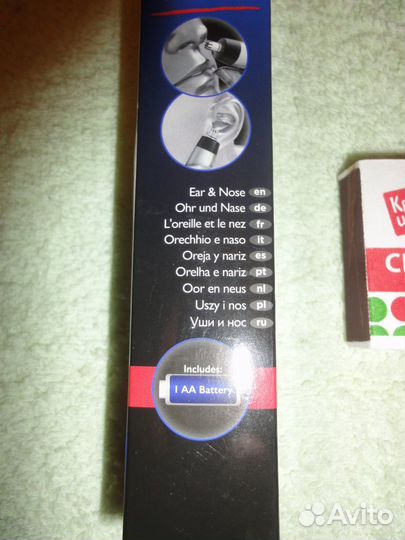 Ear & Nose en
Ohr und Nase de
L'oreille et le nez fr
Orecchio e naso it
Oreja y nariz es
Orelha e nariz pt
Oor en neus nl
Uszy i nos pl
Уши и нос ru
Includes:
1 AA Battery
Avito